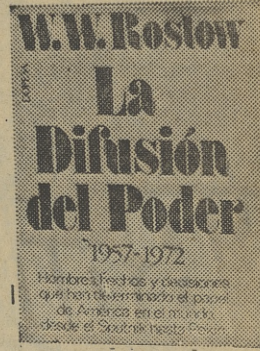 W.W. Rostow
DOPESA
La
Difusión
del Poder
1957-1972
Hombres, hechos y decisiones
que han determinado el papel
de América en el mundo,
desde el Sputnik hasta Pekín